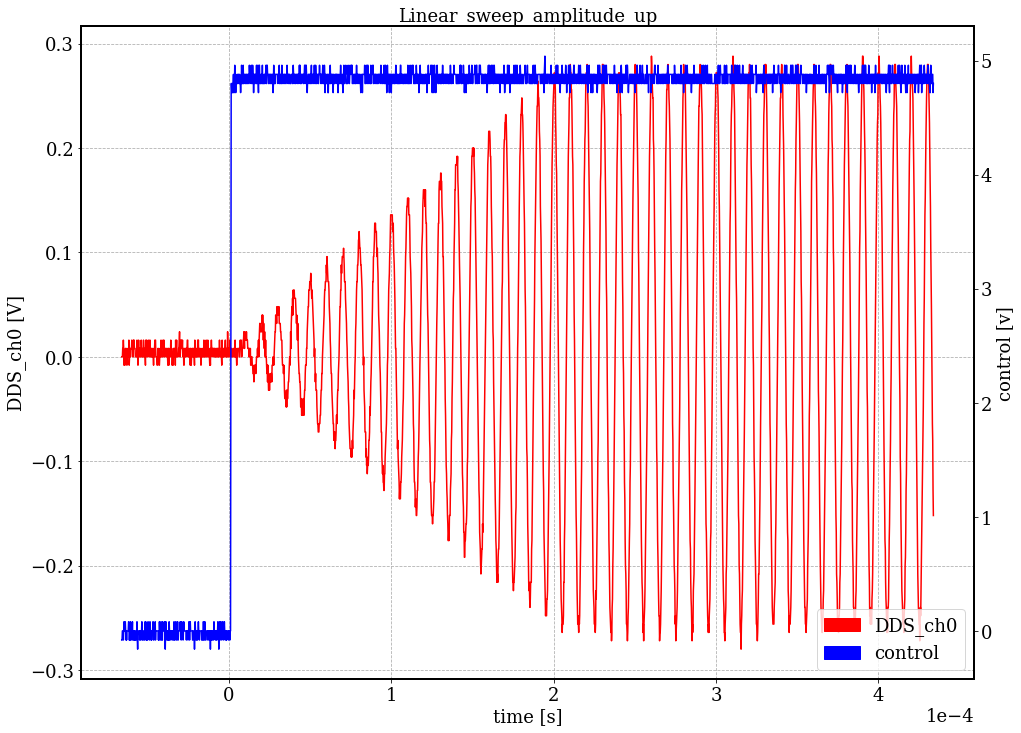 Linear_sweep_amplitude_up
0.3
0.2
0.1
0.0
−0.1
−0.2
−0.3
DDS_ch0 [V]
5
4
3
2
1
0
control [v]
DDS_ch0
control
0 1 2 3 4
time [s]
1e−4